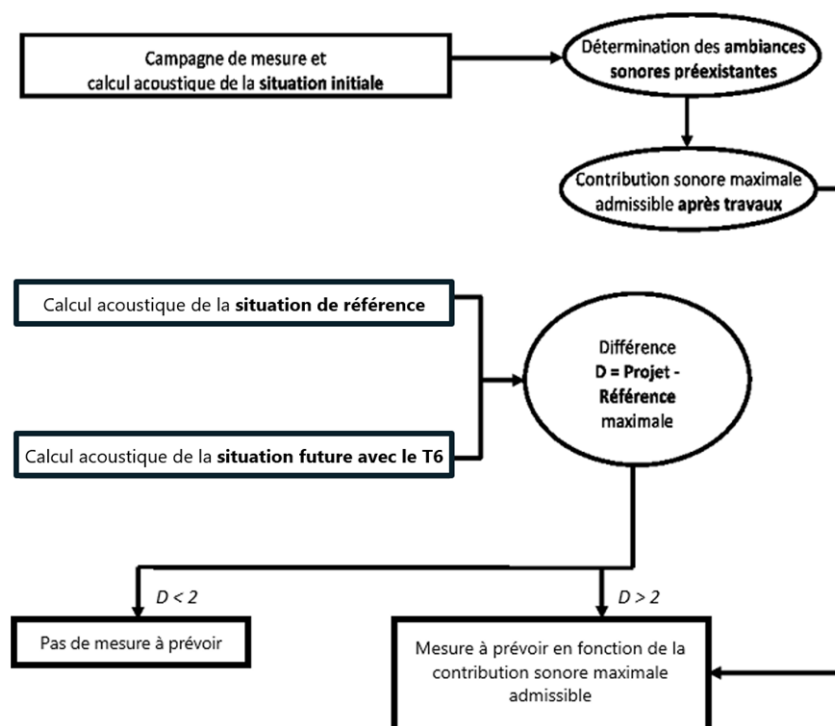 Campagne de mesure et
calcul acoustique de la situation initiale
Détermination des ambiances
sonores préexistantes
Contribution sonore maximale
admissible après travaux
Calcul acoustique de la situation de référence
Différence
D = Projet -
Référence
maximale
Calcul acoustique de la situation future avec le T6
D < 2
D > 2
Pas de mesure à prévoir
Mesure à prévoir en fonction de la
contribution sonore maximale
admissible